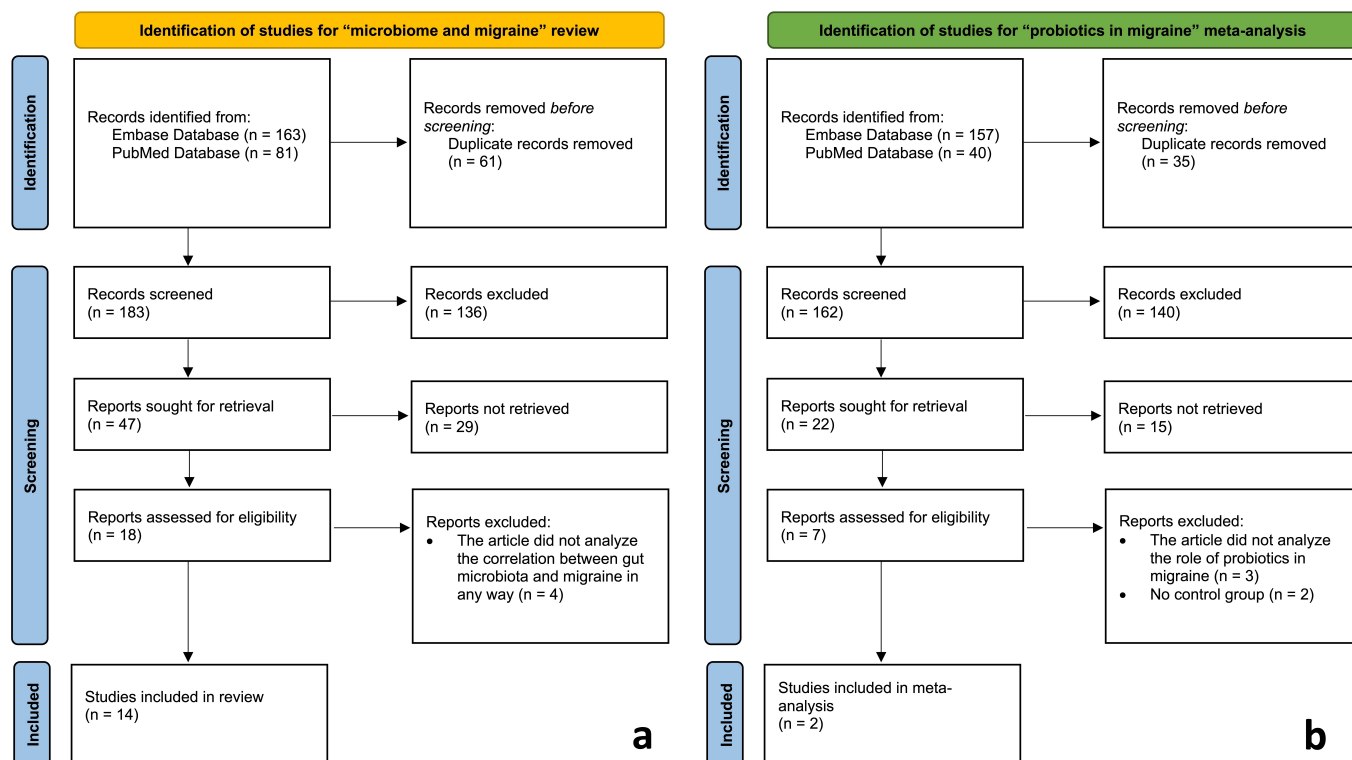 Identification of studies for “microbiome and migraine” review
Identification
Records identified from:
Embase Database (n = 163)
PubMed Database (n = 81)
Records removed before
screening:
Duplicate records removed
(n = 61)
Screening
Records screened
(n = 183)
Records excluded
(n = 136)
Reports sought for retrieval
(n = 47)
Reports not retrieved
(n = 29)
Reports assessed for eligibility
(n = 18)
Reports excluded:
• The article did not analyze
the correlation between gut
microbiota and migraine in
any way (n = 4)
Included
Studies included in review
(n = 14)
a
Identification of studies for “probiotics in migraine” meta-analysis
Identification
Records identified from:
Embase Database (n = 157)
PubMed Database (n = 40)
Records removed before
screening:
Duplicate records removed
(n = 35)
Screening
Records screened
(n = 162)
Records excluded
(n = 140)
Reports sought for retrieval
(n = 22)
Reports not retrieved
(n = 15)
Reports assessed for eligibility
(n = 7)
Reports excluded:
• The article did not analyze
the role of probiotics in
migraine (n = 3)
• No control group (n = 2)
Included
Studies included in meta-
analysis
(n = 2)
b